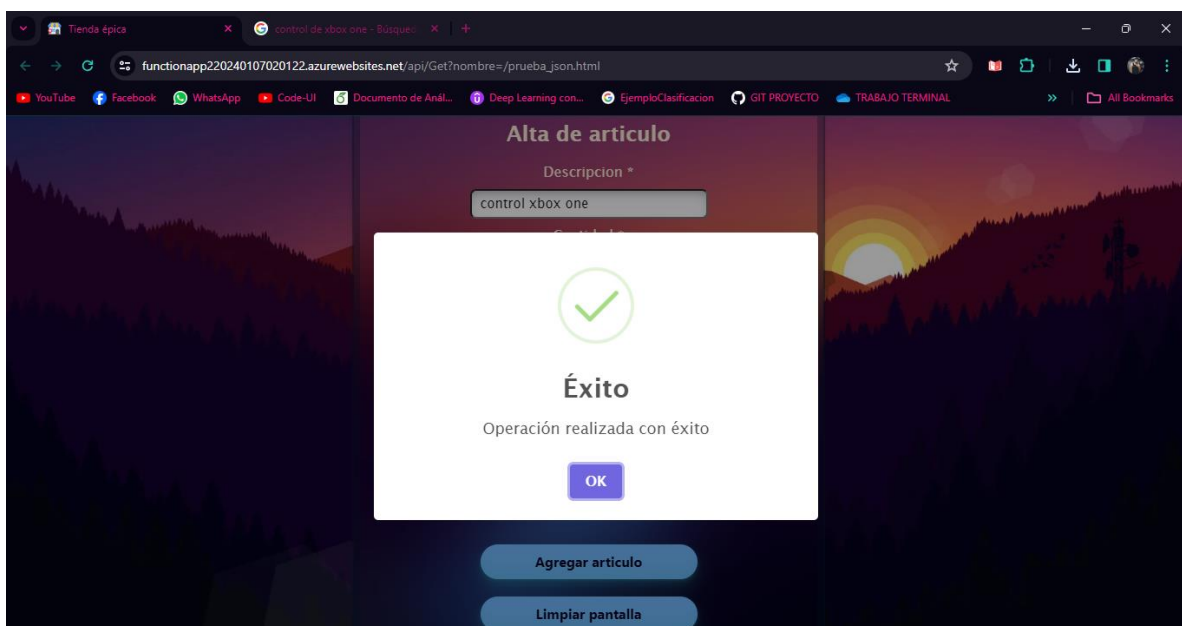 Tienda épica
control de xbox one - Búsqued
functionapp220240107020122.azurewebsites.net/api/Get?nombre=/prueba_json.html
YouTube Facebook WhatsApp Code-UI Documento de Anál... Deep Learning con... EjemploClasificacion GIT PROYECTO TRABAJO TERMINAL » All Bookmarks
Alta de articulo
Descripcion *
control xbox one
Éxito
Operación realizada con éxito
OK
Agregar articulo
Limpiar pantalla